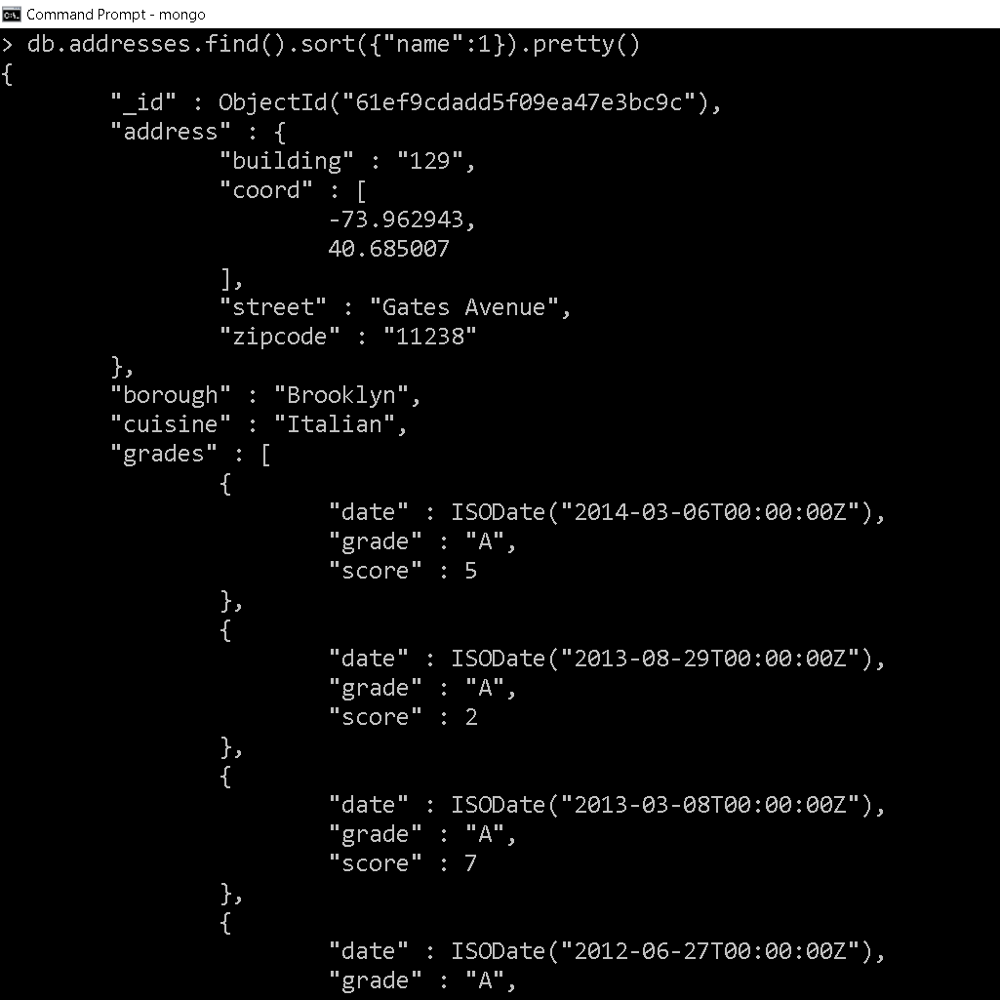 Command Prompt - mongo
> db.addresses.find().sort({"name":1}).pretty()
{
"_id" : ObjectId("61ef9cdadd5f09ea47e3bc9c"),
"address" : {
"building" : "129",
"coord" : [
-73.962943,
40.685007
],
"street" : "Gates Avenue",
"zipcode" : "11238"
},
"borough" : "Brooklyn",
"cuisine" : "Italian",
"grades" : [
{
"date" : ISODate("2014-03-06T00:00:00Z"),
"grade" : "A",
"score" : 5
},
{
"date" : ISODate("2013-08-29T00:00:00Z"),
"grade" : "A",
"score" : 2
},
{
"date" : ISODate("2013-03-08T00:00:00Z"),
"grade" : "A",
"score" : 7
},
{
"date" : ISODate("2012-06-27T00:00:00Z"),
"grade" : "A",